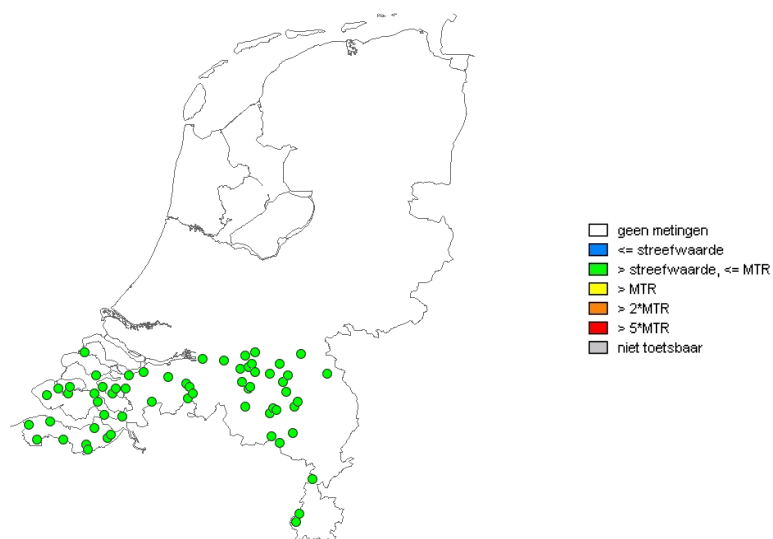 geen metingen
<= streefwaarde
> streefwaarde, <= MTR
> MTR
> 2*MTR
> 5*MTR
niet toetsbaar